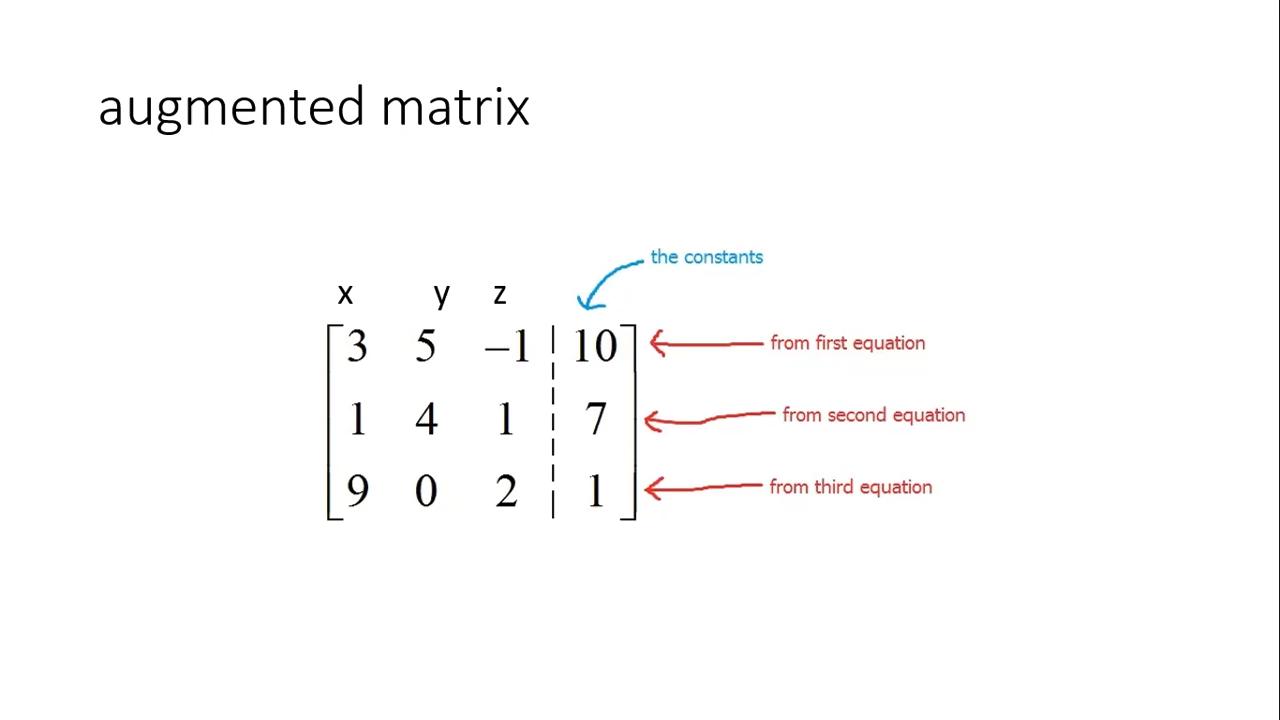 augmented matrix
the constants
x y z
3 5 −1 10 from first equation
1 4 1 7 from second equation
9 0 2 1 from third equation